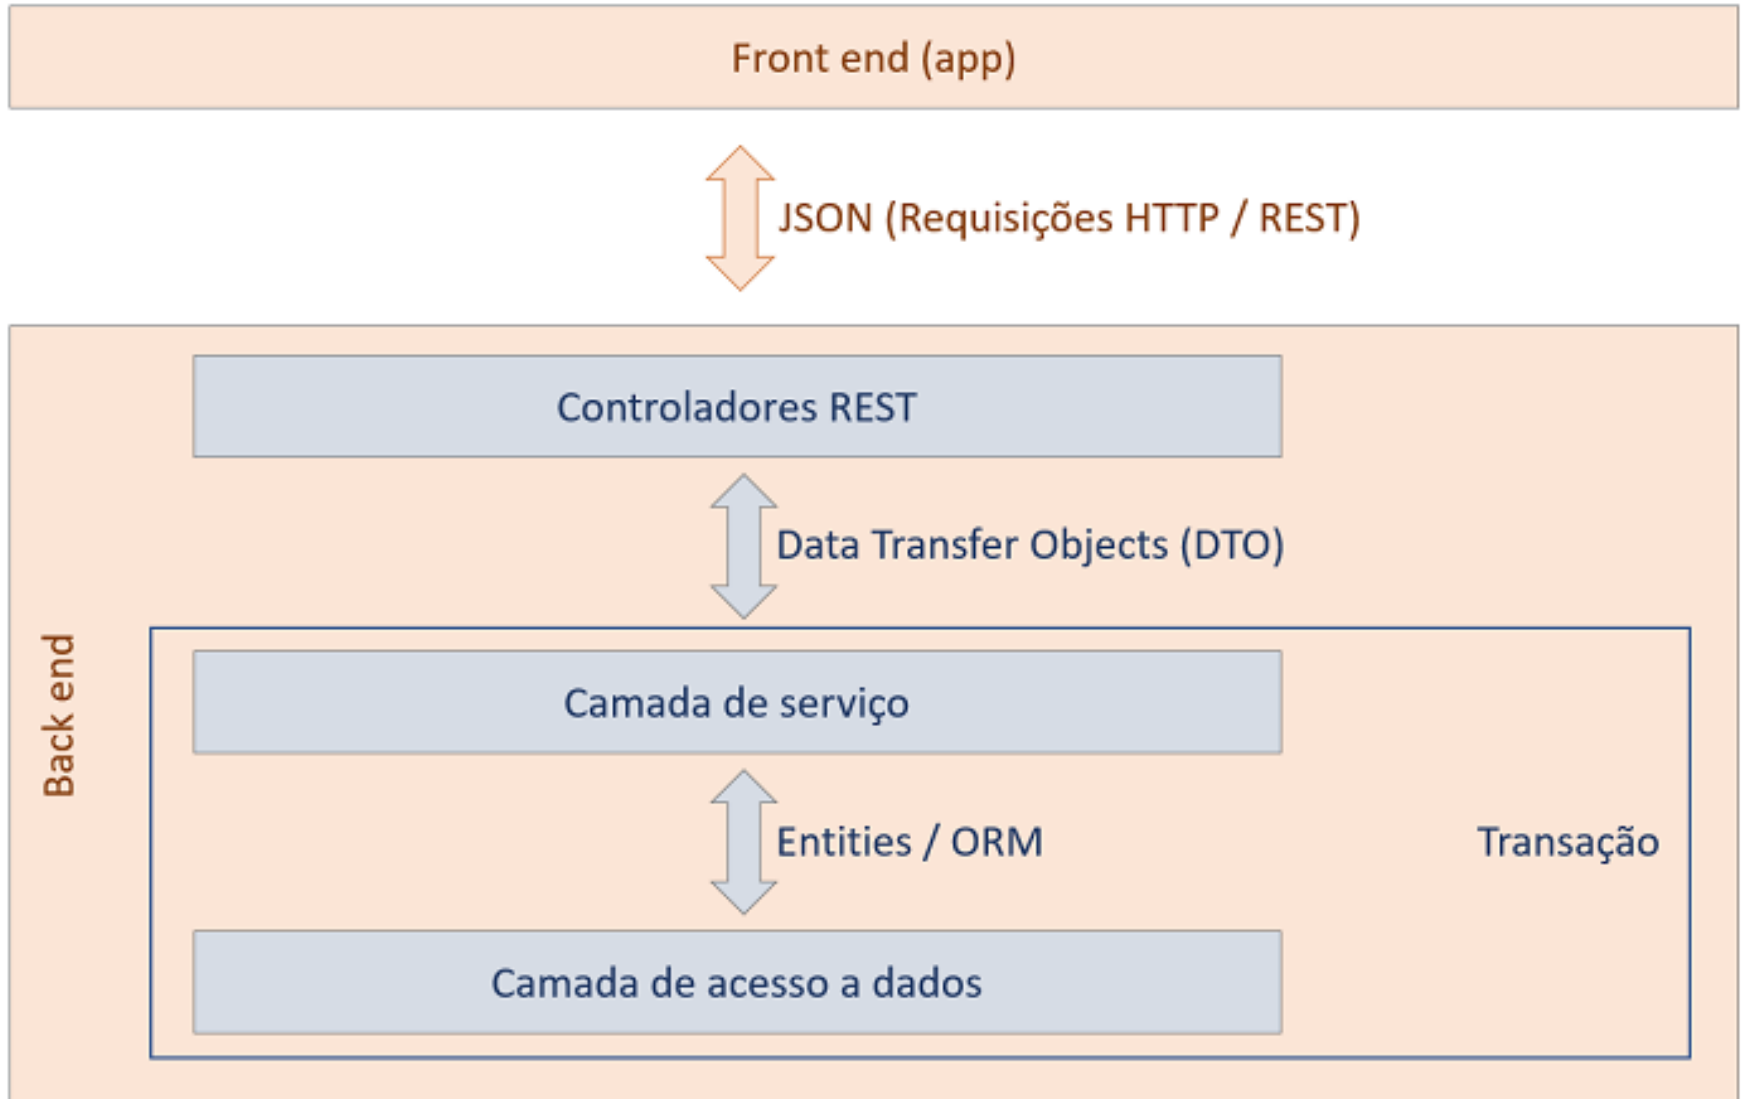 Front end (app)
JSON (Requisições HTTP / REST)
Controladores REST
Data Transfer Objects (DTO)
Back end
Camada de serviço
Entities / ORM
Transação
Camada de acesso a dados